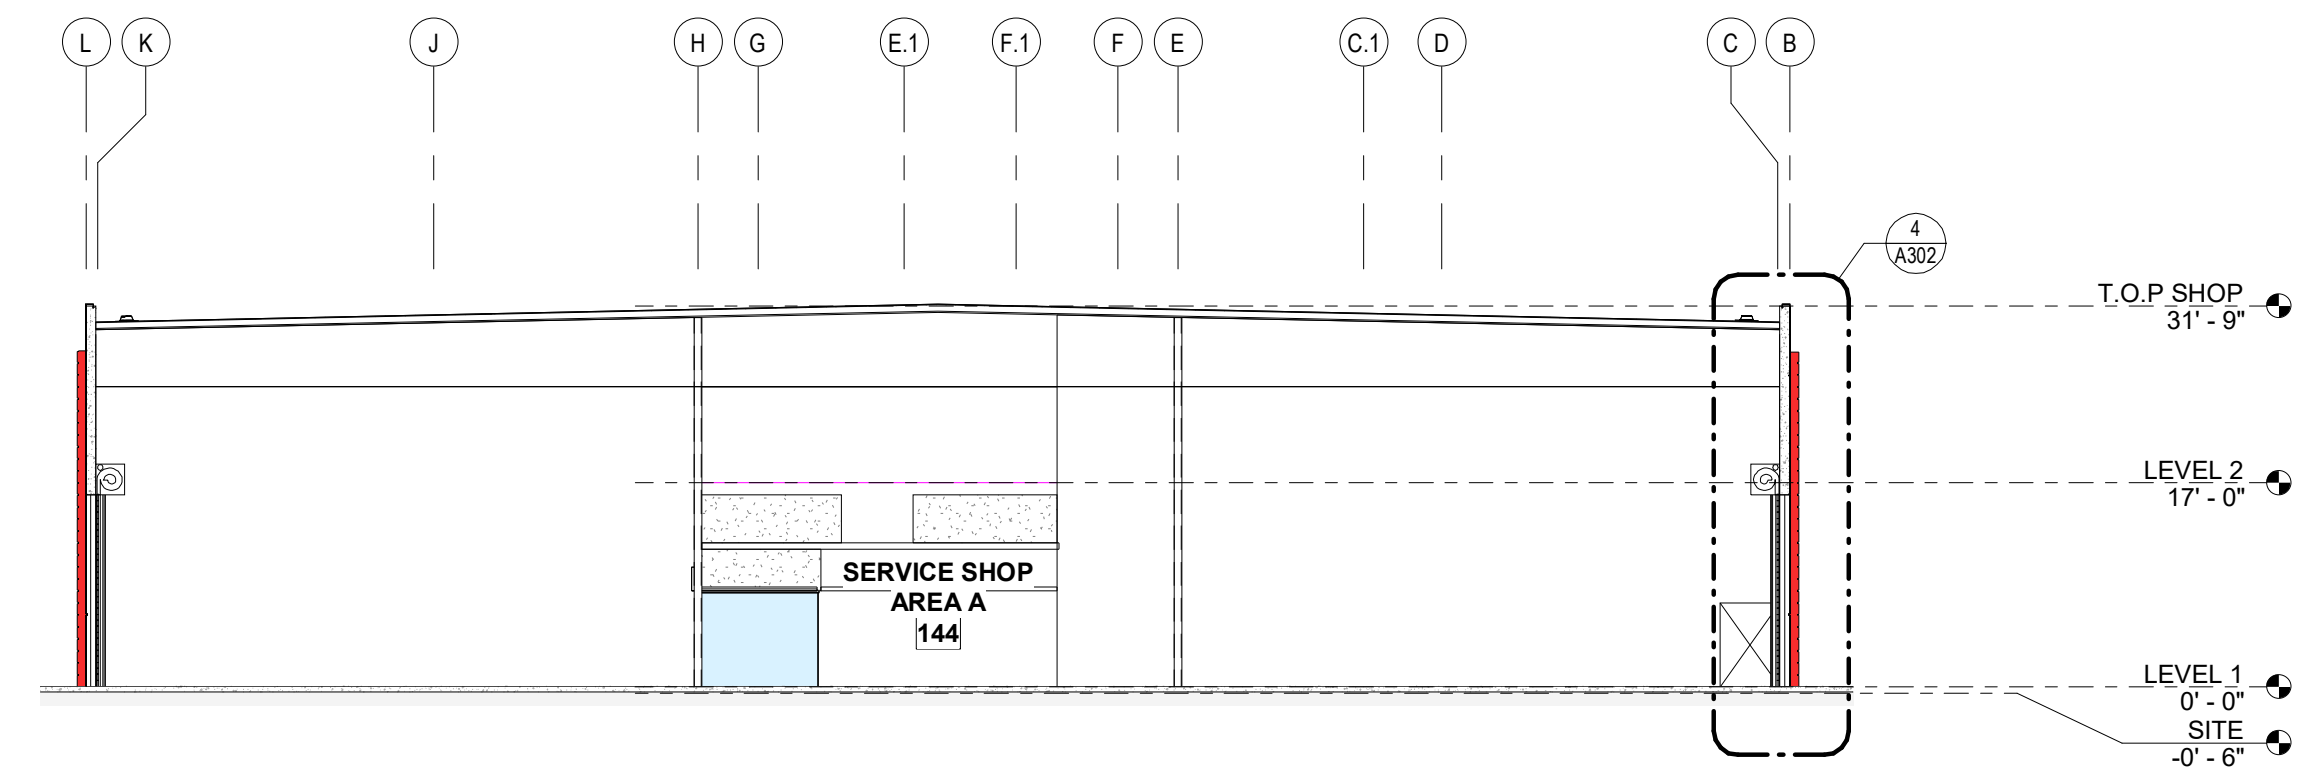 L K J H G E.1 F.1 F E C.1 D C B
4
A302
T.O.P SHOP
31' - 9"
LEVEL 2
17' - 0"
SERVICE SHOP
AREA A
144
LEVEL 1
0' - 0"
SITE
-0' - 6"